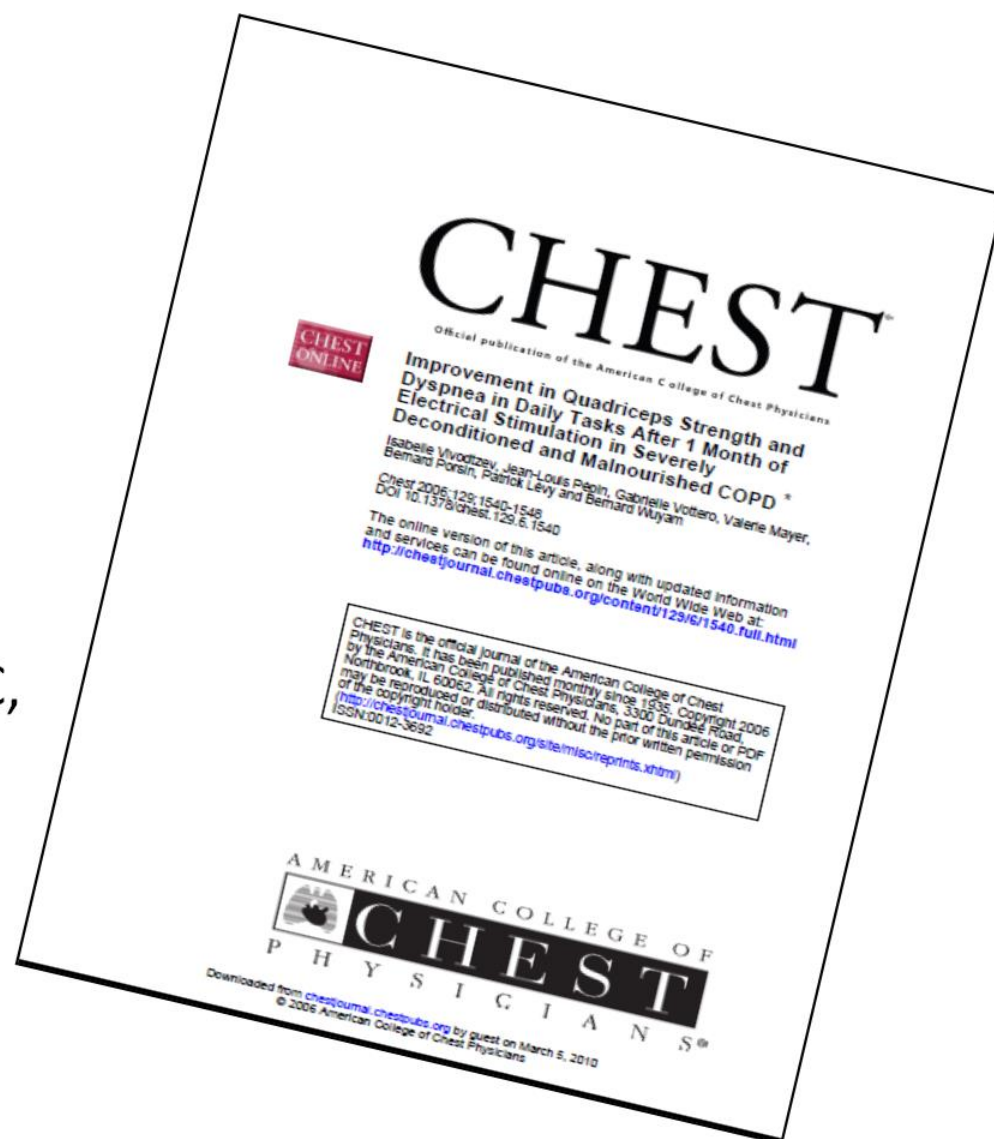 CHEST
Official publication of the American C ollege of Chest Physicians
CHEST
ONLINE
Improvement in Quadriceps Strength and
Dyspnea in Daily Tasks After 1 Month of
Electrical Stimulation in Severely
Deconditioned and Malnourished COPD *
Isabelle Vivodtzev, Jean-Louis Pépin, Gabrielle Vottero, Valerie Mayer,
Bernard Porsin, Patrick Lévy and Bernard Wuyam
Chest 2006;129;1540-1548
DOI 10.1378/chest.129.6.1540
The online version of this article, along with updated information
and services can be found online on the World Wide Web at:
http://chestjournal.chestpubs.org/content/129/6/1540.full.html
CHEST is the official journal of the American College of Chest
Physicians. It has been published monthly since 1935. Copyright 2006
by the American College of Chest Physicians, 3300 Dundee Road,
Northbrook, IL 60062. All rights reserved. No part of this article or PDF
may be reproduced or distributed without the prior written permission
of the copyright holder.
(http://chestjournal.chestpubs.org/site/misc/reprints.xhtml)
ISSN:0012-3692
AMERICAN COLLEGE OF
CHEST
PHYSICIANS®
Downloaded from chestjournal.chestpubs.org by guest on March 5, 2010
© 2006 American College of Chest Physicians